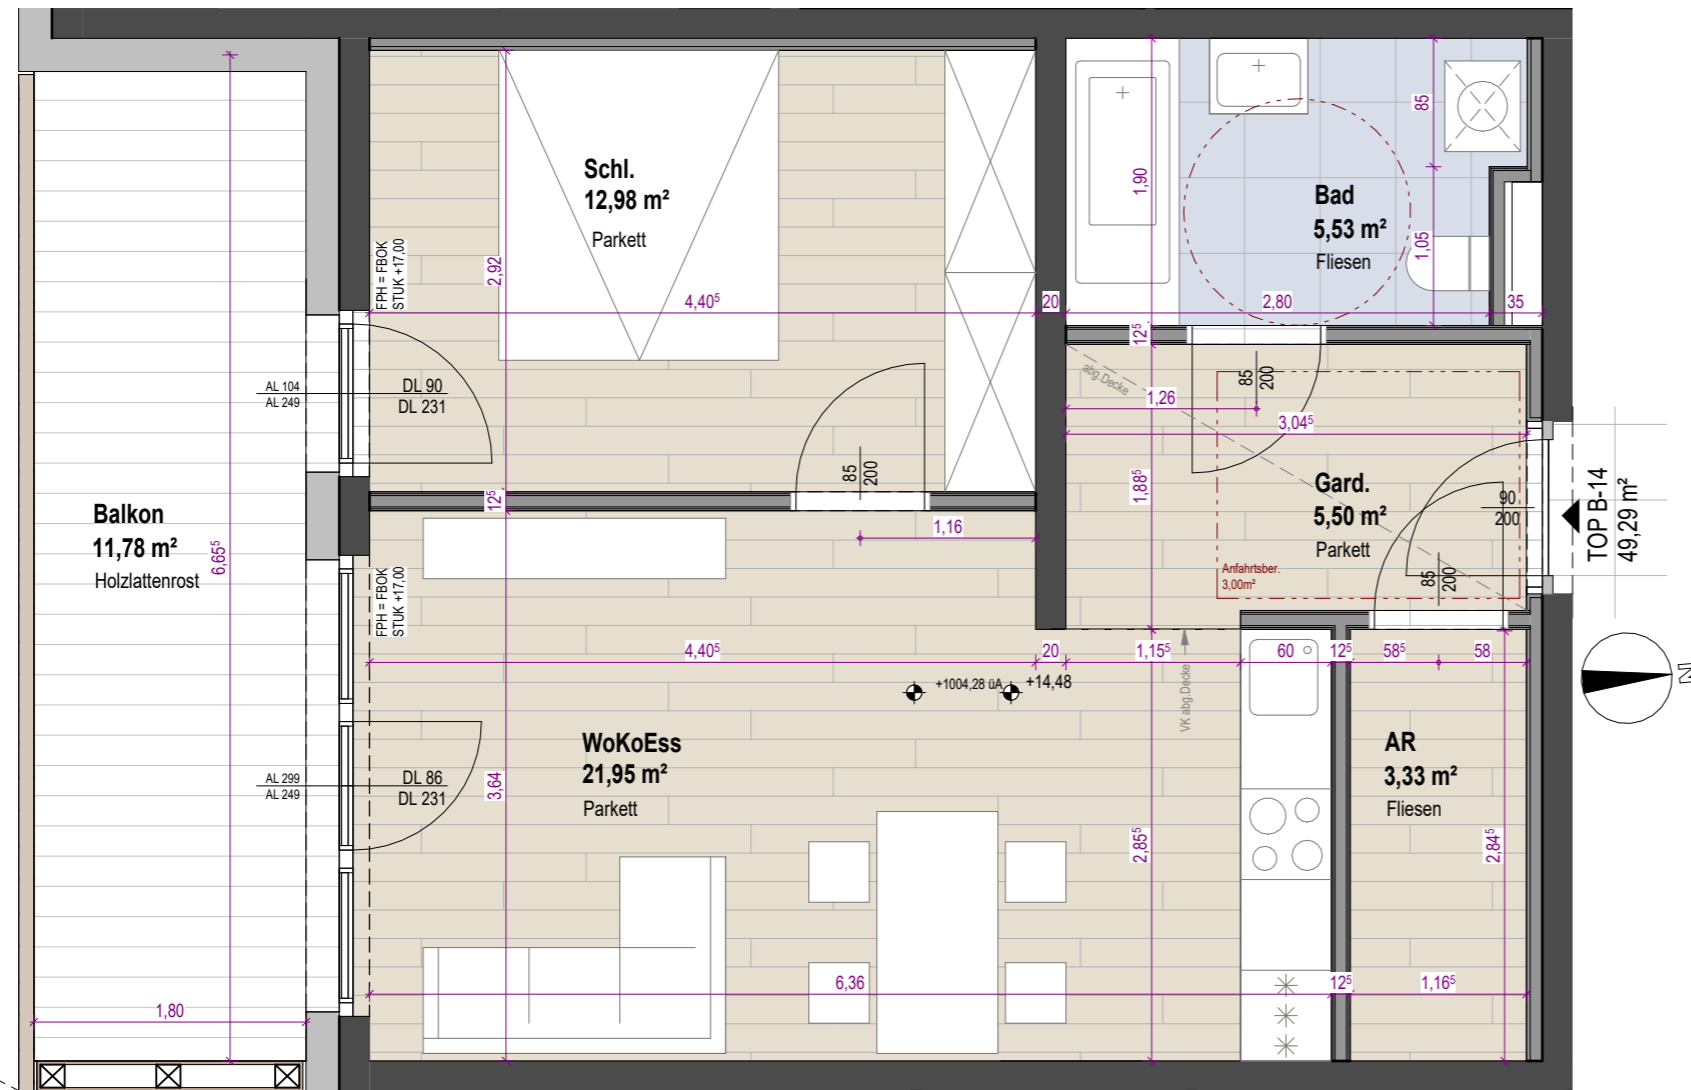 Schl.
12,98 m²
Parkett
FPH = FBOK
STUK +17,00
2,92
4,40⁵
20
1,90
85
Bad
5,53 m²
Fliesen
1,05
2,80
35
12⁵
AL 104
AL 249
DL 90
DL 231
85
200
abg.Decke
1,26
85
200
3,04⁵
1,88⁵
Gard.
5,50 m²
Parkett
90
200
TOP B-14
49,29 m²
12⁵
1,16
Anfahrtsber.
3,00m²
85
200
Balkon
11,78 m²
Holzlattenrost
6,65⁵
FPH = FBOK
STUK +17,00
4,40⁵
20
1,15⁵
60
12⁵
58⁵
58
N
+1004,28 üA
+14,48
VK abg.Decke
WoKoEss
21,95 m²
Parkett
AR
3,33 m²
Fliesen
AL 299
AL 249
DL 86
DL 231
3,64
2,85⁵
2,84⁵
6,36
12⁵
1,16⁵
1,80